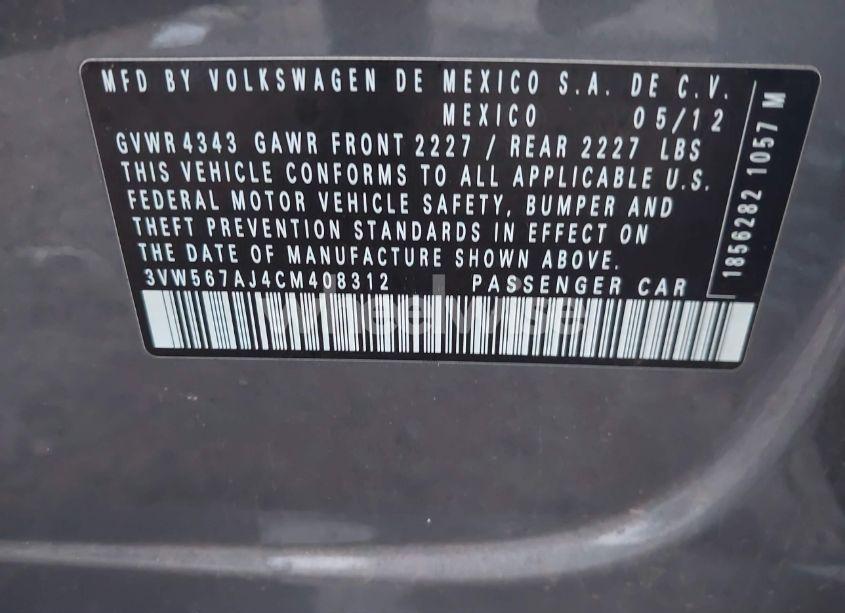 MFD BY VOLKSWAGEN DE MEXICO S.A. DE C.V.
MEXICO 05/12
GVWR 4343 GAWR FRONT 2227 / REAR 2227 LBS
THIS VEHICLE CONFORMS TO ALL APPLICABLE U.S.
FEDERAL MOTOR VEHICLE SAFETY, BUMPER AND
THEFT PREVENTION STANDARDS IN EFFECT ON
THE DATE OF MANUFACTURE SHOWN ABOVE.
3VW567AJ4CM408312 PASSENGER CAR
1856282 1057 M
wheelwise